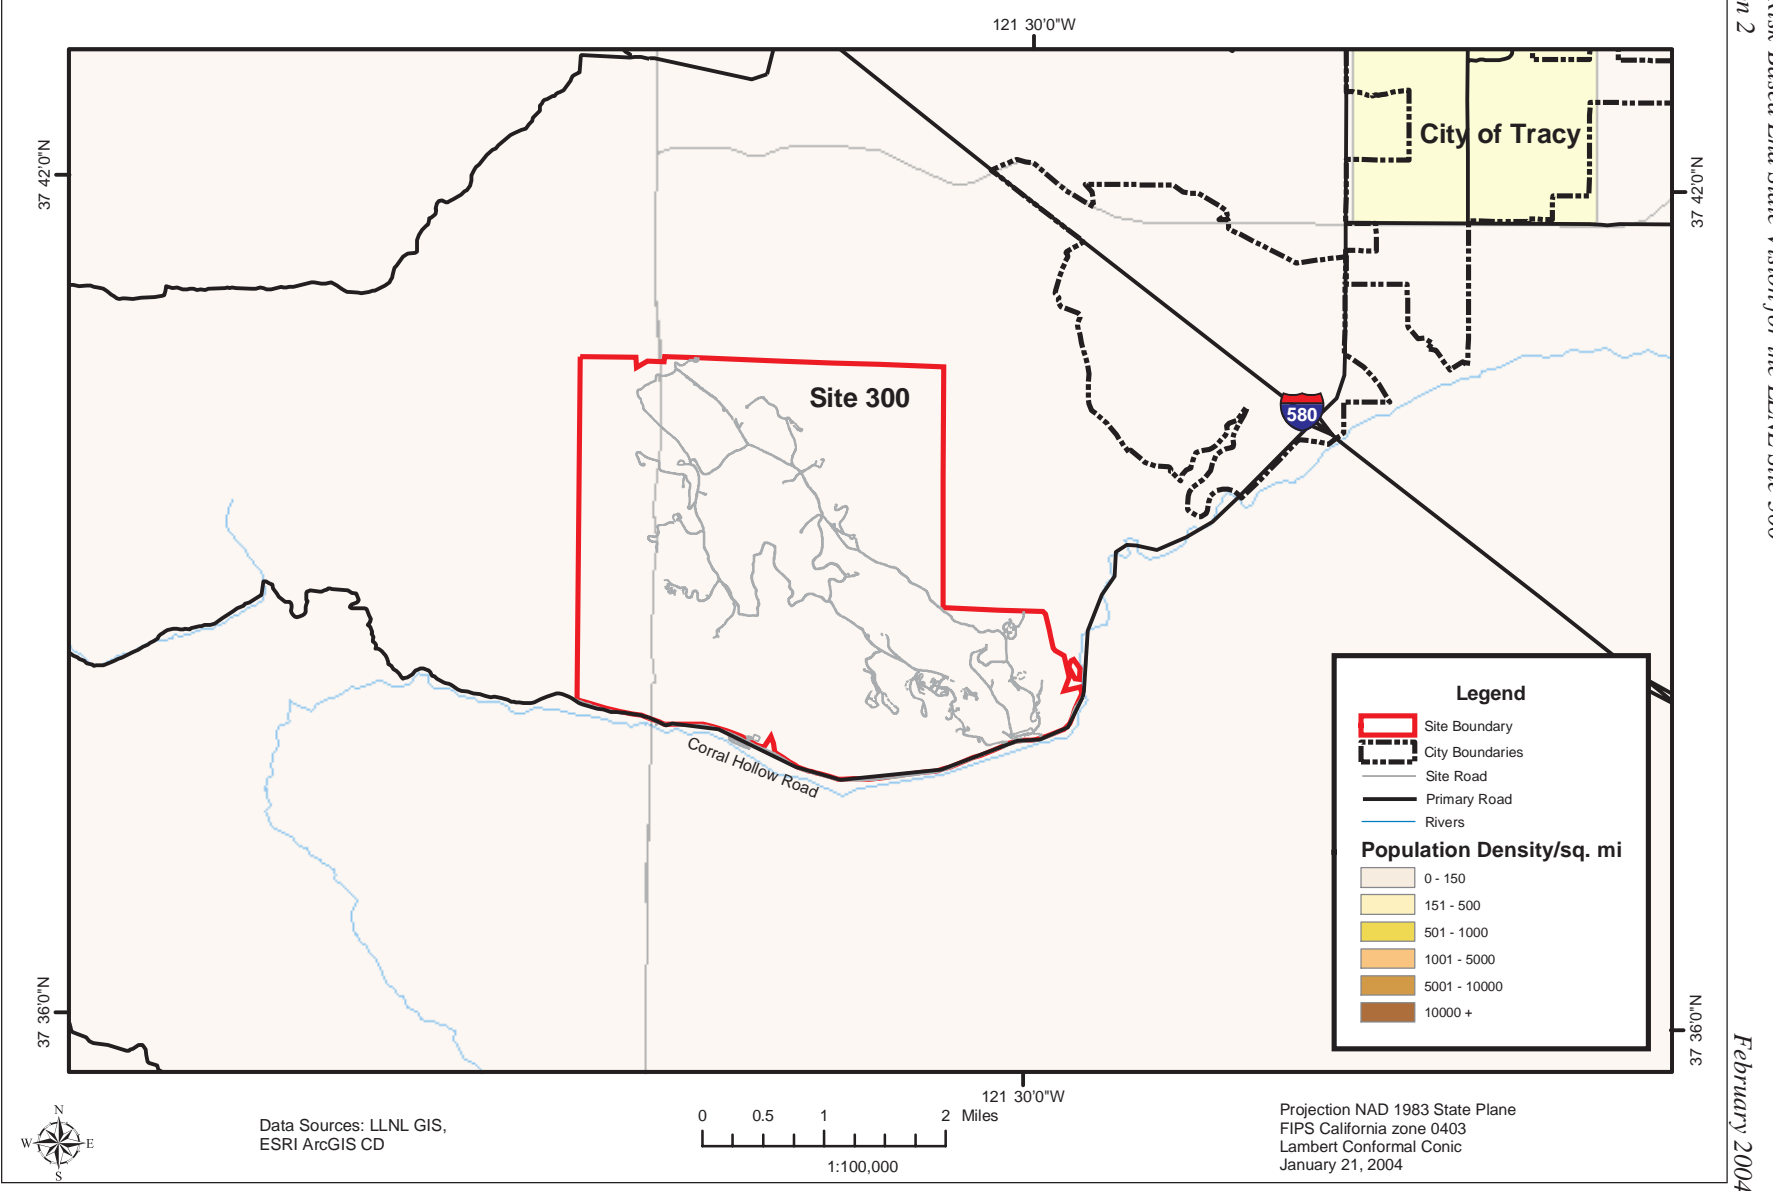 121 30'0"W
37 42'0"N
37 42'0"N
City of Tracy
Site 300
580
Corral Hollow Road
Legend
Site Boundary
City Boundaries
Site Road
Primary Road
Rivers
Population Density/sq. mi
0 - 150
151 - 500
501 - 1000
1001 - 5000
5001 - 10000
10000 +
37 36'0"N
37 36'0"N
121 30'0"W
N
W E
S
Data Sources: LLNL GIS,
ESRI ArcGIS CD
0 0.5 1 2 Miles
1:100,000
Projection NAD 1983 State Plane
FIPS California zone 0403
Lambert Conformal Conic
January 21, 2004
n 2
February 2004